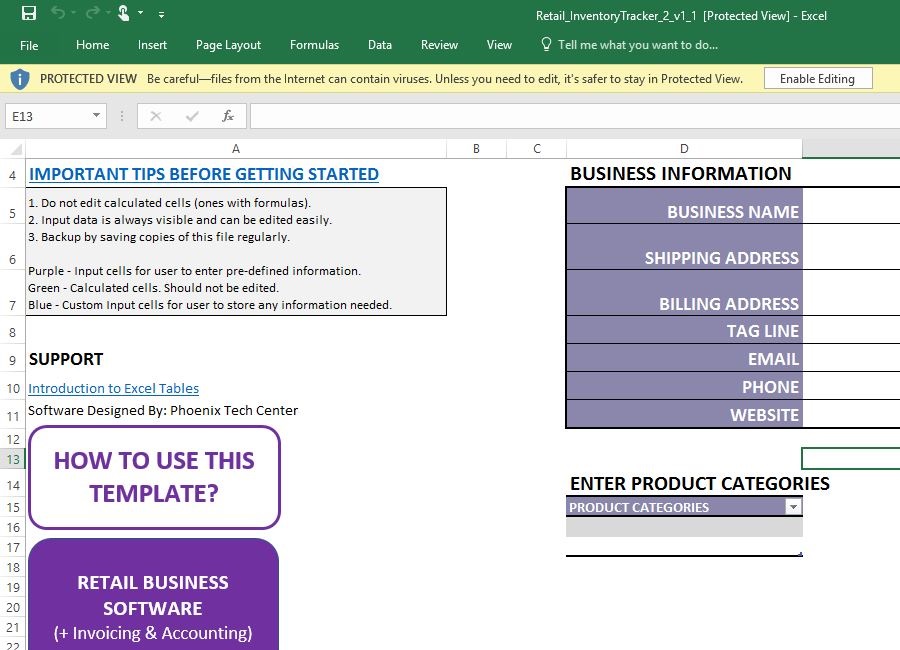 Retail_InventoryTracker_2_v1_1 [Protected View] - Excel
File Home Insert Page Layout Formulas Data Review View Tell me what you want to do...
PROTECTED VIEW Be careful—files from the Internet can contain viruses. Unless you need to edit, it's safer to stay in Protected View. Enable Editing
E13 fx
A B C D
4 IMPORTANT TIPS BEFORE GETTING STARTED BUSINESS INFORMATION
1. Do not edit calculated cells (ones with formulas).
5 2. Input data is always visible and can be edited easily. BUSINESS NAME
3. Backup by saving copies of this file regularly.
6 SHIPPING ADDRESS
Purple - Input cells for user to enter pre-defined information.
Green - Calculated cells. Should not be edited.
7 Blue - Custom Input cells for user to store any information needed. BILLING ADDRESS
8 TAG LINE
9 SUPPORT EMAIL
10 Introduction to Excel Tables PHONE
11 Software Designed By: Phoenix Tech Center WEBSITE
12
13 HOW TO USE THIS
14 TEMPLATE? ENTER PRODUCT CATEGORIES
15 PRODUCT CATEGORIES
16
17
18
19 RETAIL BUSINESS
20 SOFTWARE
21 (+ Invoicing & Accounting)
22